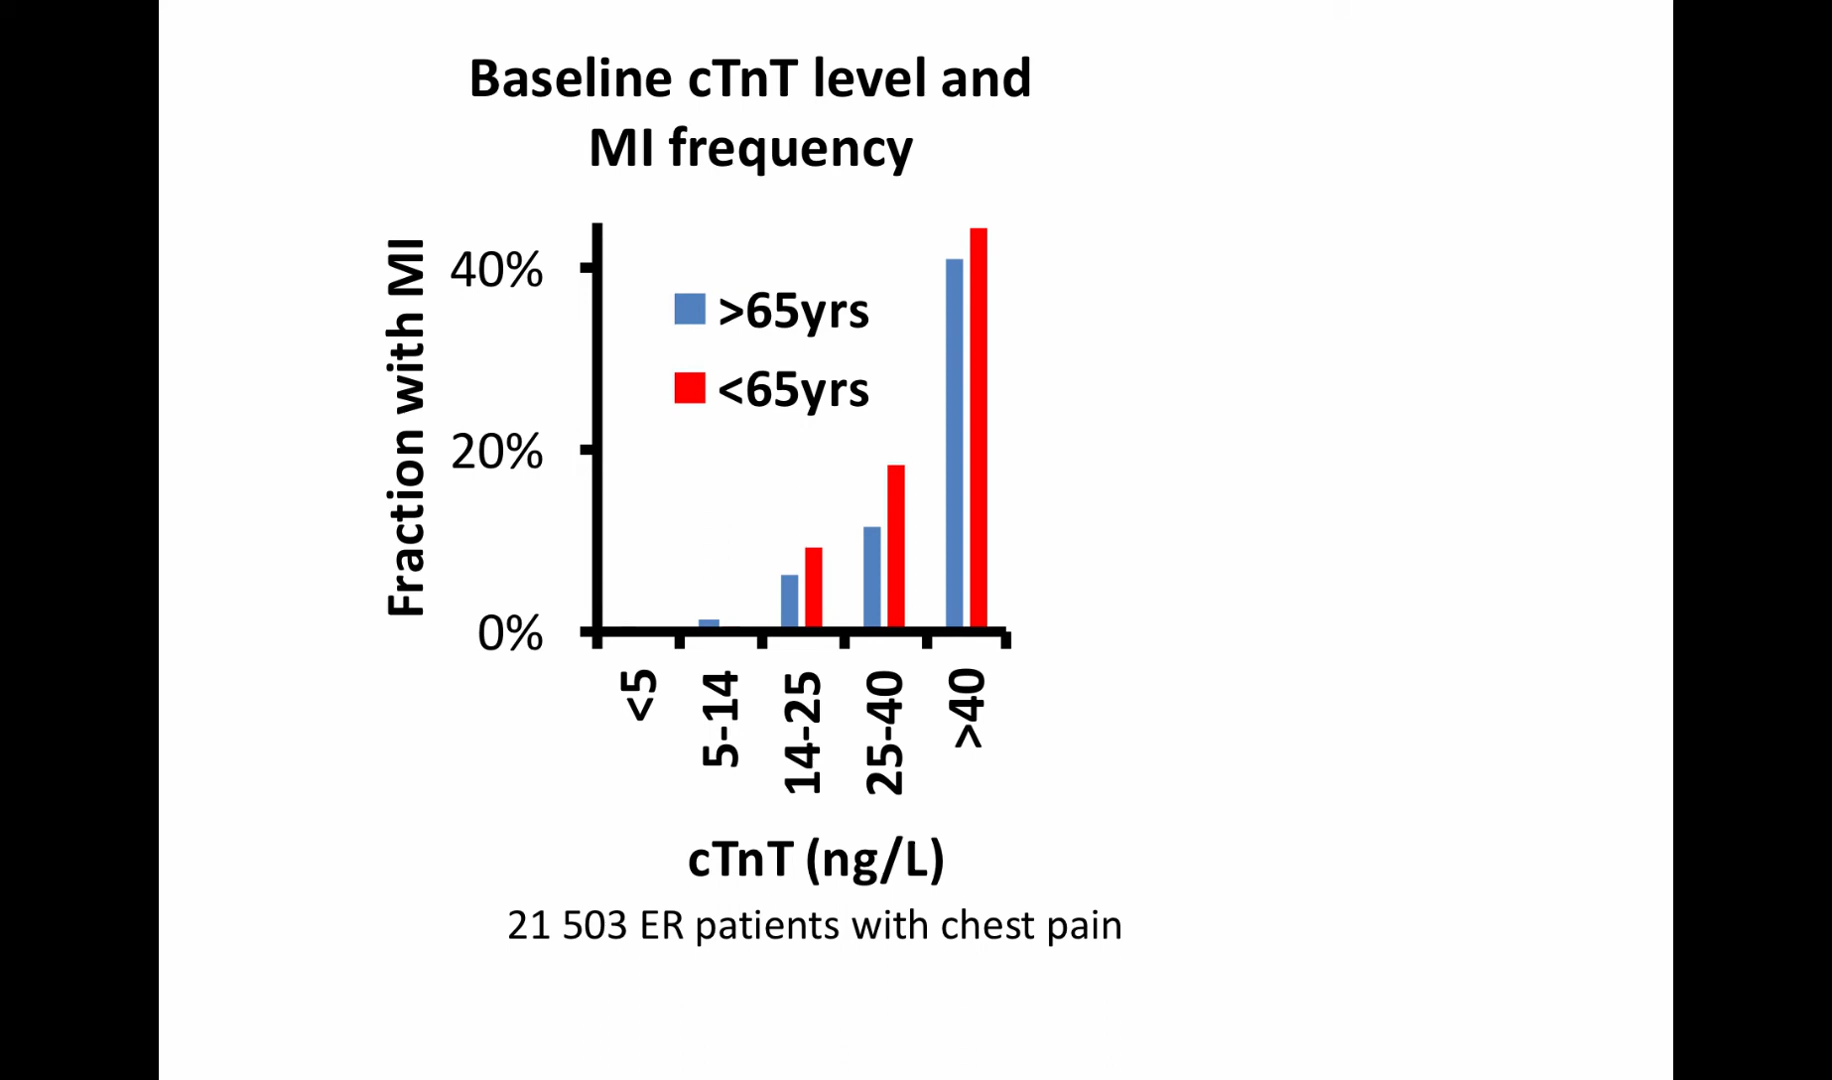 Baseline cTnT level and
MI frequency
Fraction with MI
40%
20%
0%
>65yrs
<65yrs
<5
5-14
14-25
25-40
>40
cTnT (ng/L)
21 503 ER patients with chest pain